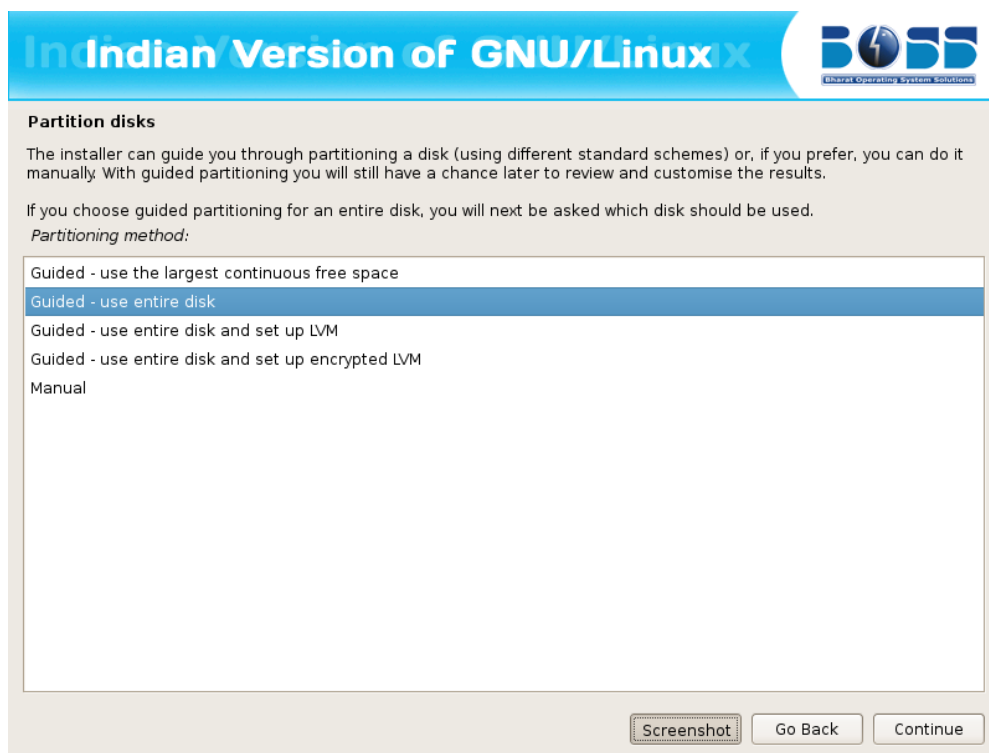 Indian Version of GNU/Linux
BOSS
Bharat Operating System Solutions
Partition disks
The installer can guide you through partitioning a disk (using different standard schemes) or, if you prefer, you can do it
manually. With guided partitioning you will still have a chance later to review and customise the results.
If you choose guided partitioning for an entire disk, you will next be asked which disk should be used.
Partitioning method:
Guided - use the largest continuous free space
Guided - use entire disk
Guided - use entire disk and set up LVM
Guided - use entire disk and set up encrypted LVM
Manual
Screenshot
Go Back
Continue